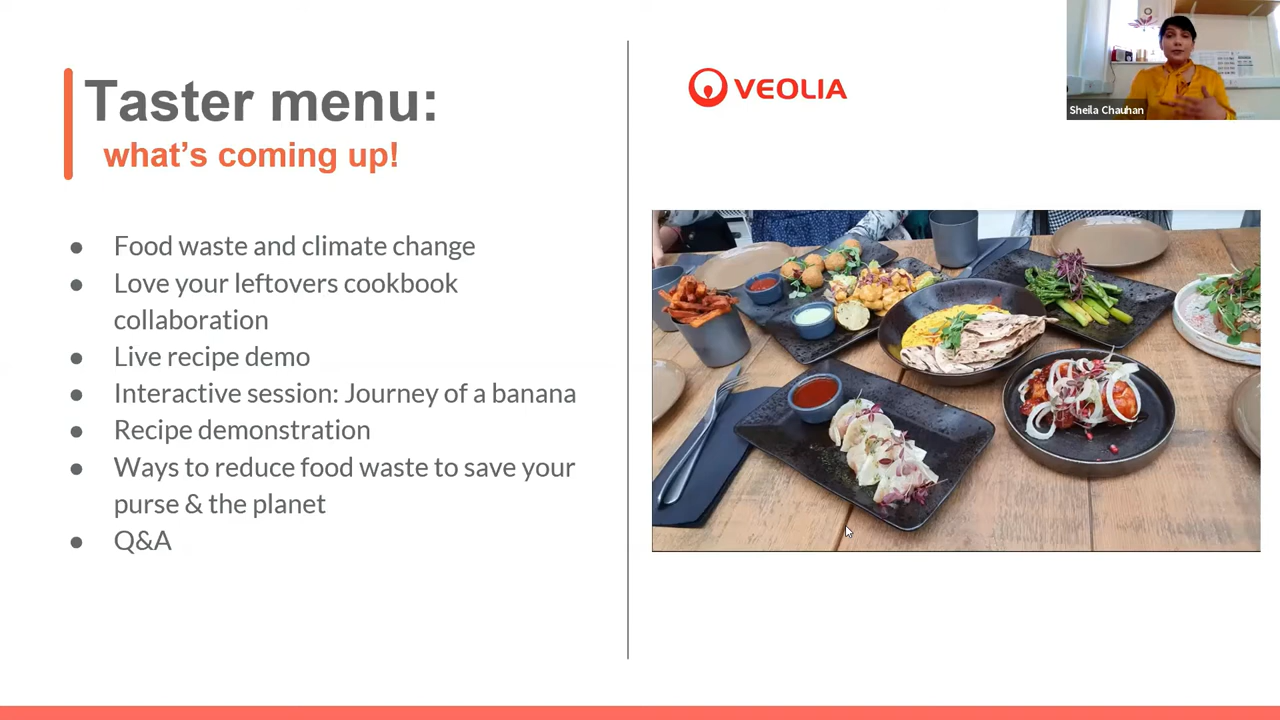 Taster menu:
what's coming up!
● Food waste and climate change
● Love your leftovers cookbook
collaboration
● Live recipe demo
● Interactive session: Journey of a banana
● Recipe demonstration
● Ways to reduce food waste to save your
purse & the planet
● Q&A
VEOLIA
Sheila Chauhan